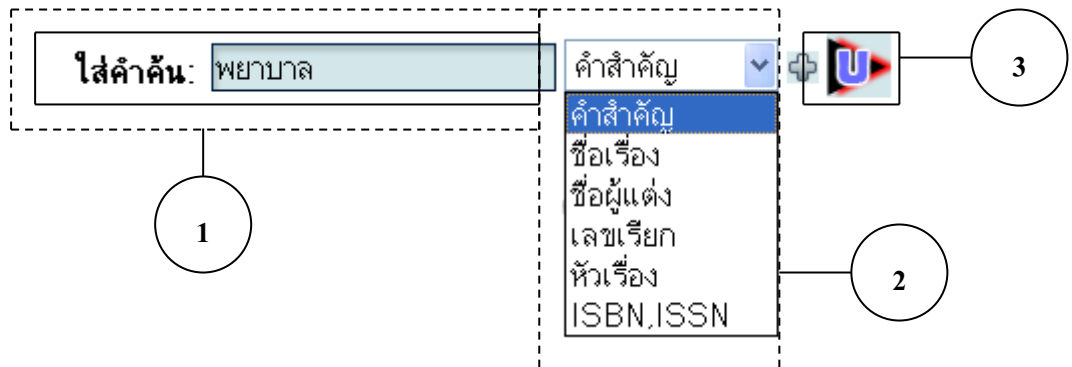 ใส่คำค้น: พยาบาล คำสำคัญ U 3
คำสำคัญ
ชื่อเรื่อง
ชื่อผู้แต่ง
เลขเรียก
หัวเรื่อง
ISBN,ISSN
1
2